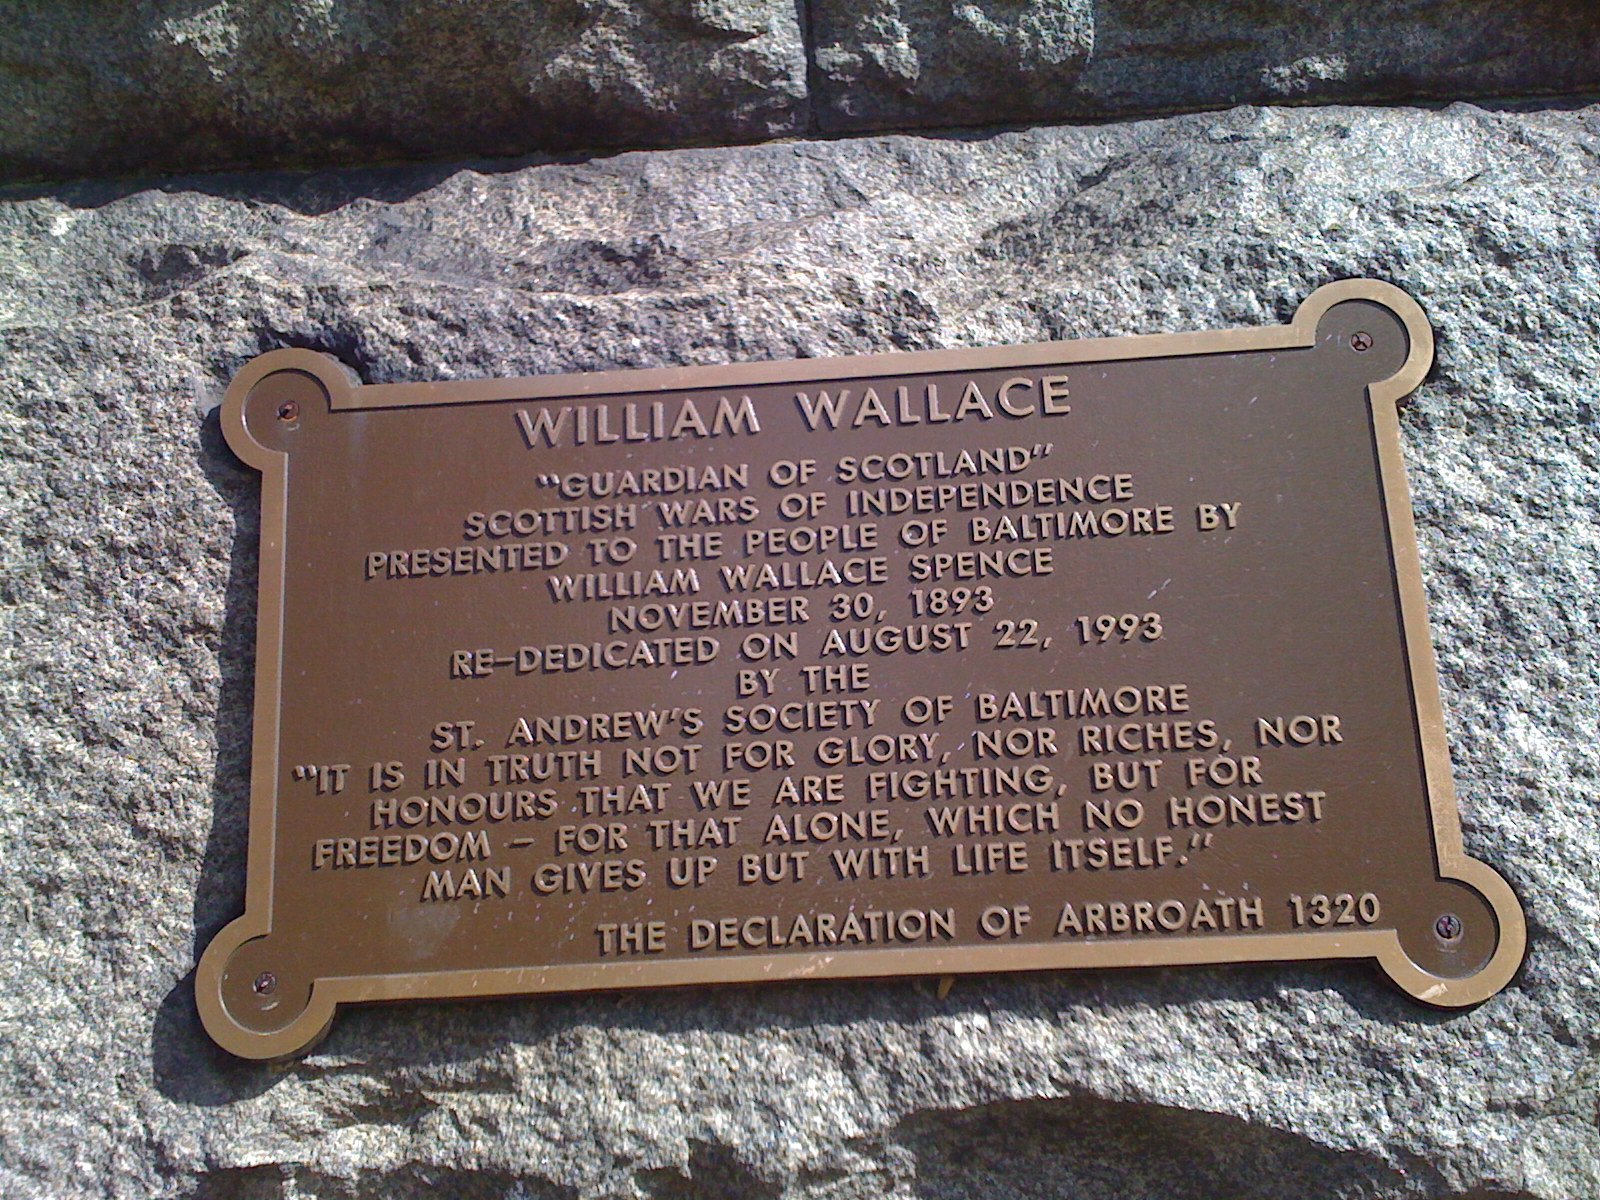 WILLIAM WALLACE
"GUARDIAN OF SCOTLAND"
SCOTTISH WARS OF INDEPENDENCE
PRESENTED TO THE PEOPLE OF BALTIMORE BY
WILLIAM WALLACE SPENCE
NOVEMBER 30, 1893
RE-DEDICATED ON AUGUST 22, 1993
BY THE
ST. ANDREW'S SOCIETY OF BALTIMORE
"IT IS IN TRUTH NOT FOR GLORY, NOR RICHES, NOR
HONOURS THAT WE ARE FIGHTING, BUT FOR
FREEDOM – FOR THAT ALONE, WHICH NO HONEST
MAN GIVES UP BUT WITH LIFE ITSELF."
THE DECLARATION OF ARBROATH 1320